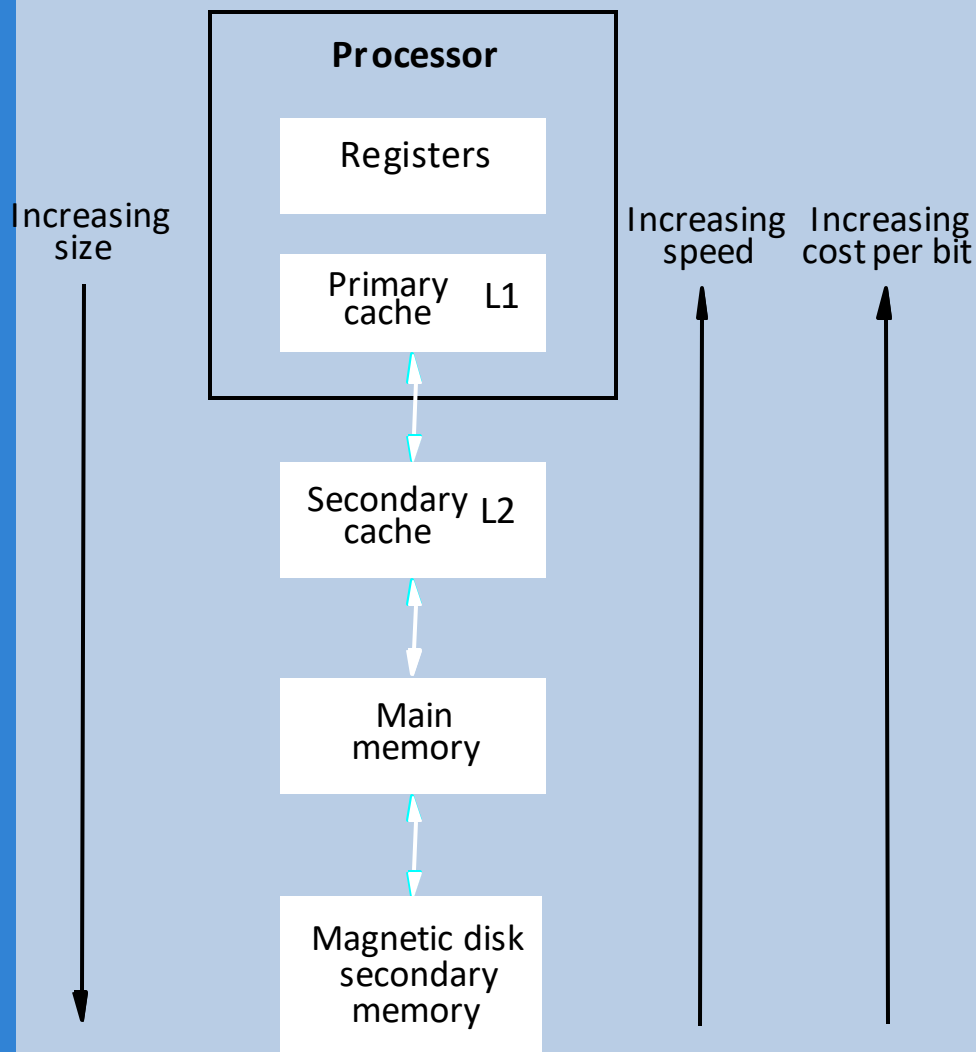 Processor
Registers
Increasing
size
Increasing
speed
Increasing
cost per bit
Primary
cache
L1
Secondary
cache
L2
Main
memory
Magnetic disk
secondary
memory